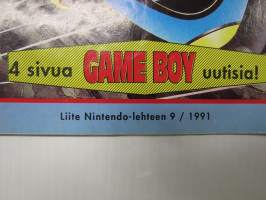 4 sivua GAME BOY uutisia!
Liite Nintendo-lehteen 9 / 1991